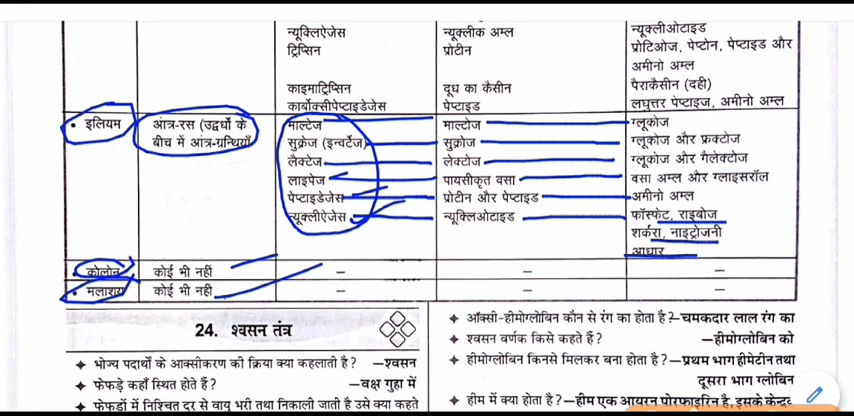 न्यूक्लिऐजेस न्यूक्लीक अम्ल न्यूक्लीओटाइड
ट्रिप्सिन प्रोटीन प्रोटिओज, पेप्टोन, पेप्टाइड और
अमीनो अम्ल
काइमाट्रिप्सिन दूध का कैसीन पैराकैसीन (दही)
कार्बोक्सीपेप्टाइडेजेस पेप्टाइड लघुत्तर पेप्टाइज, अमीनो अम्ल
• इलियम आंत्र-रस (उद्वर्धों के माल्टेज माल्टोज ग्लूकोज
बीच में आंत्र-ग्रन्थियाँ सुक्रेज (इन्वर्टेज) सुक्रोज ग्लूकोज और फ्रक्टोज
लैक्टेज लेक्टोज ग्लूकोज और गैलेक्टोज
लाइपेज पायसीकृत वसा वसा अम्ल और ग्लाइसरॉल
पेप्टाइडेजेस प्रोटीन और पेप्टाइड अमीनो अम्ल
न्यूक्लीऐजेस न्यूक्लिओटाइड फॉस्फेट, राइबोज
शर्करा, नाइट्रोजनी
आधार
• कोलोन कोई भी नहीं – – –
• मलाशय कोई भी नहीं – – –
24. श्वसन तंत्र
भोज्य पदार्थों के आक्सीकरण की क्रिया क्या कहलाती है? –श्वसन
फेफड़े कहाँ स्थित होते हैं? –वक्ष गुहा में
फेफड़ों में निश्चित दर से वायु भरी तथा निकाली जाती है उसे क्या कहते
ऑक्सी-हीमोग्लोबिन कौन से रंग का होता है?–चमकदार लाल रंग का
श्वसन वर्णक किसे कहते हैं? –हीमोग्लोबिन को
हीमोग्लोबिन किनसे मिलकर बना होता है?–प्रथम भाग हीमेटीन तथा
दूसरा भाग ग्लोबिन
हीम में क्या होता है?–हीम एक आयरन पोरफाइरिन है, इसके केन्द्र